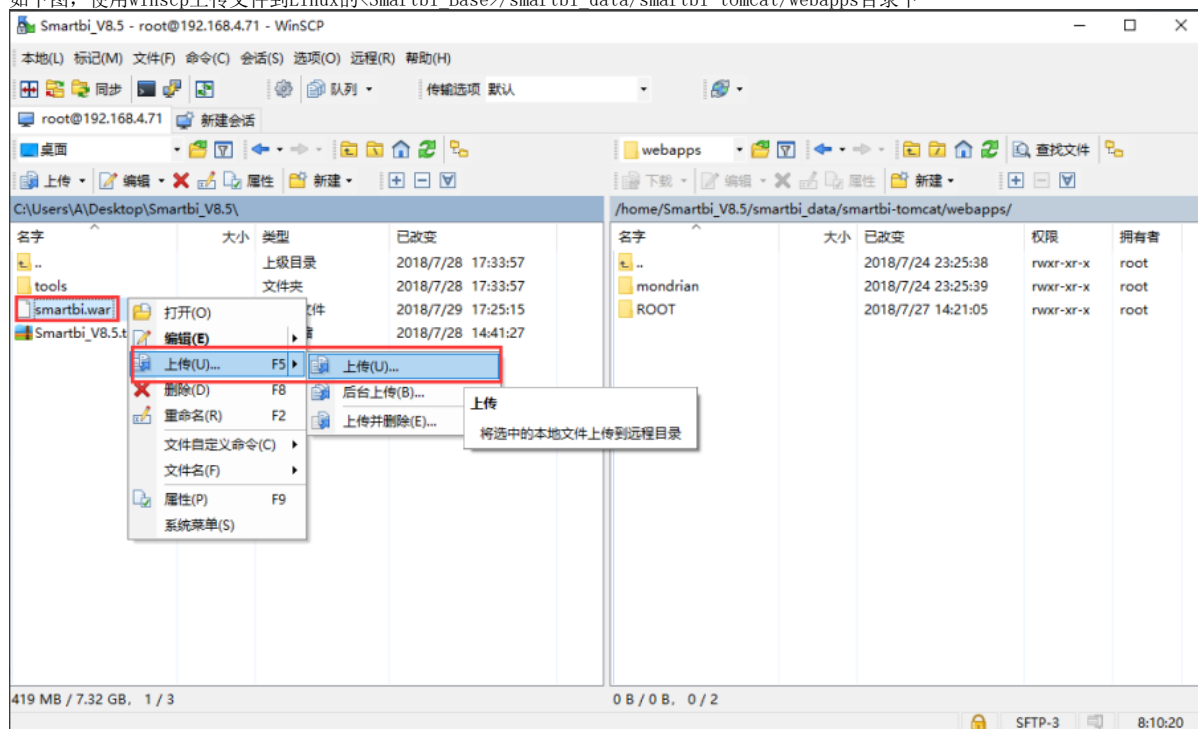 如下图，使用winscp上传文件到Linux的<Smartbi_Base>/smartbi_data/smartbi-tomcat/webapps目录下
Smartbi_V8.5 - root@192.168.4.71 - WinSCP
本地(L) 标记(M) 文件(F) 命令(C) 会话(S) 选项(O) 远程(R) 帮助(H)
同步 队列 传输选项 默认
root@192.168.4.71 新建会话
桌面 webapps 查找文件
上传 编辑 属性 新建 下载 编辑 属性 新建
C:\Users\A\Desktop\Smartbi_V8.5\ /home/Smartbi_V8.5/smartbi_data/smartbi-tomcat/webapps/
名字 大小 类型 已改变 名字 大小 已改变 权限 拥有者
.. 上级目录 2018/7/28 17:33:57 .. 2018/7/24 23:25:38 rwxr-xr-x root
tools 文件夹 2018/7/28 17:33:57 mondrian 2018/7/24 23:25:39 rwxr-xr-x root
smartbi.war 打开(O) 文件 2018/7/29 17:25:15 ROOT 2018/7/27 14:21:05 rwxr-xr-x root
Smartbi_V8.5.t 编辑(E) 2018/7/28 14:41:27
上传(U)... F5 上传(U)...
删除(D) F8 后台上传(B)...
重命名(R) F2 上传并删除(E)...
上传
将选中的本地文件上传到远程目录
文件自定义命令(C)
文件名(F)
属性(P) F9
系统菜单(S)
419 MB / 7.32 GB, 1 / 3 0 B / 0 B, 0 / 2
SFTP-3 8:10:20